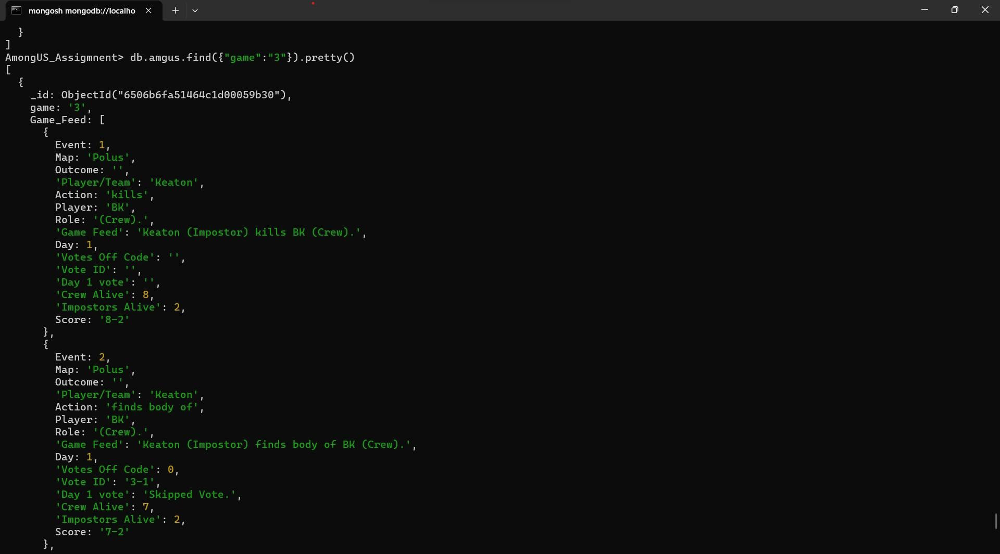 mongosh mongodb://localho
  }
]
AmongUS_Assigmnent> db.amgus.find({"game":"3"}).pretty()
[
  {
    _id: ObjectId("6506b6fa51464c1d00059b30"),
    game: '3',
    Game_Feed: [
      {
        Event: 1,
        Map: 'Polus',
        Outcome: '',
        'Player/Team': 'Keaton',
        Action: 'kills',
        Player: 'BK',
        Role: '(Crew).',
        'Game Feed': 'Keaton (Impostor) kills BK (Crew).',
        Day: 1,
        'Votes Off Code': '',
        'Vote ID': '',
        'Day 1 vote': '',
        'Crew Alive': 8,
        'Impostors Alive': 2,
        Score: '8-2'
      },
      {
        Event: 2,
        Map: 'Polus',
        Outcome: '',
        'Player/Team': 'Keaton',
        Action: 'finds body of',
        Player: 'BK',
        Role: '(Crew).',
        'Game Feed': 'Keaton (Impostor) finds body of BK (Crew).',
        Day: 1,
        'Votes Off Code': 0,
        'Vote ID': '3-1',
        'Day 1 vote': 'Skipped Vote.',
        'Crew Alive': 7,
        'Impostors Alive': 2,
        Score: '7-2'
      },